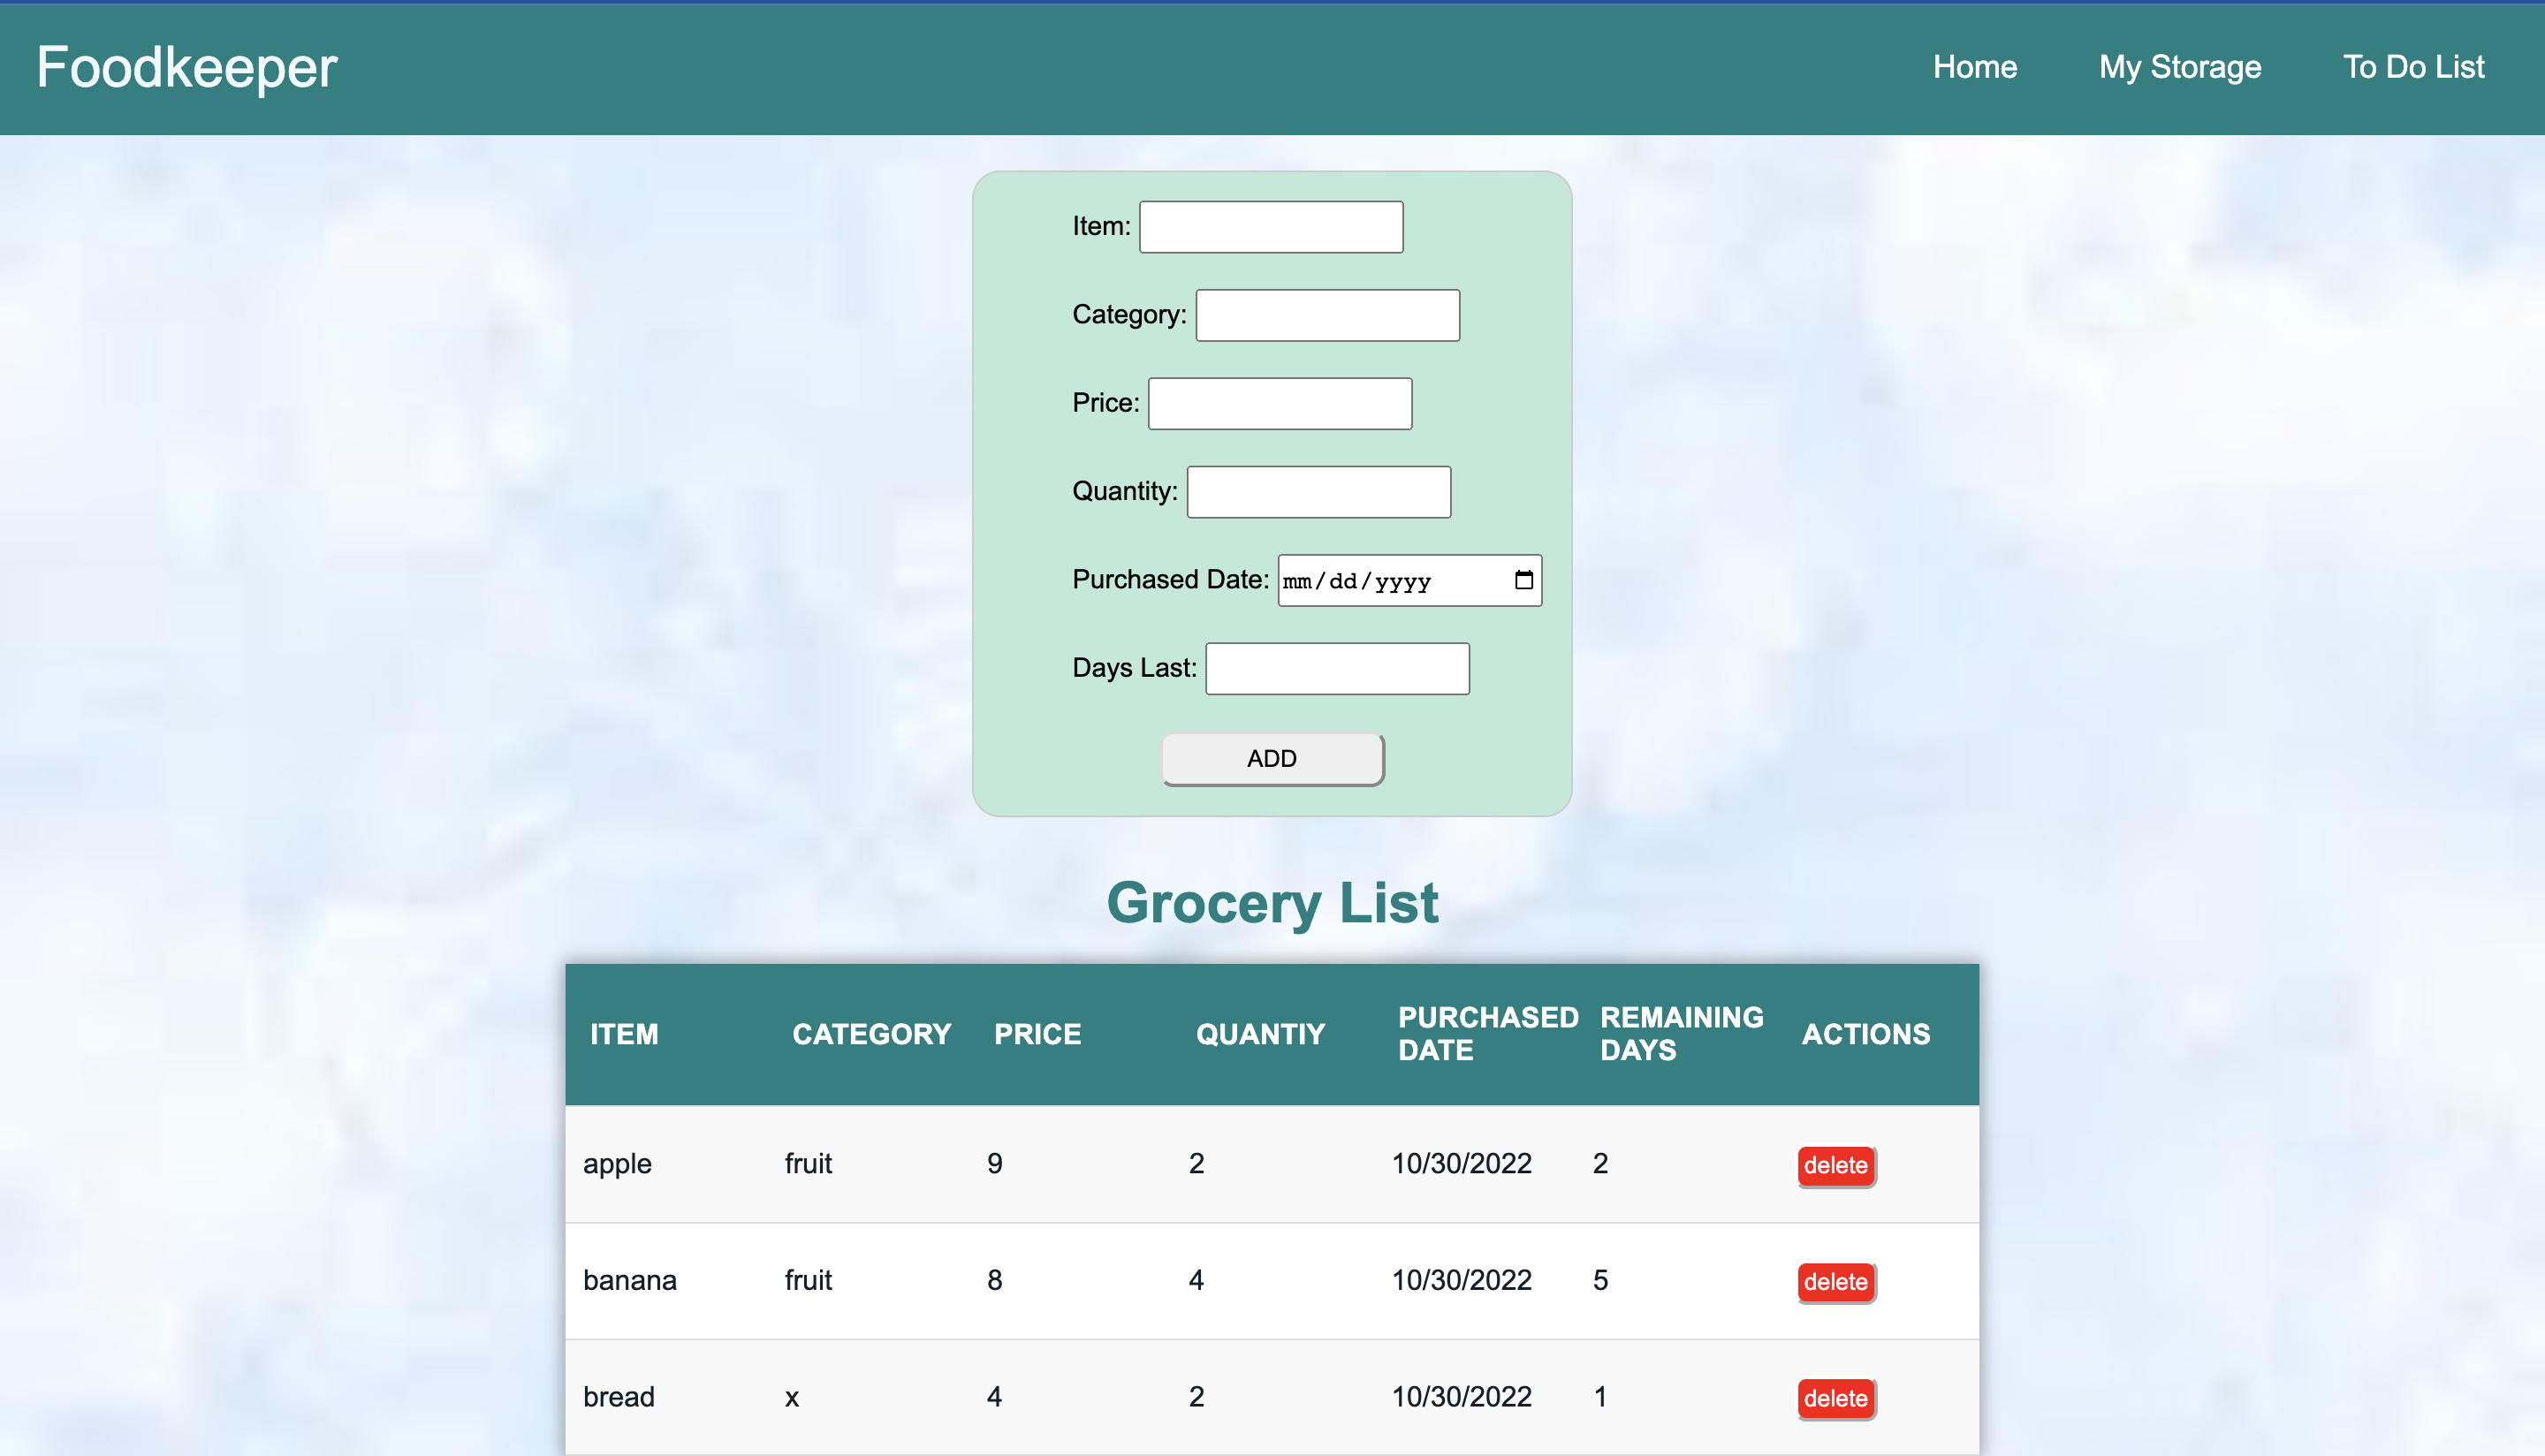 Foodkeeper Home My Storage To Do List
Item:
Category:
Price:
Quantity:
Purchased Date: mm/dd/yyyy
Days Last:
ADD
Grocery List
ITEM CATEGORY PRICE QUANTIY PURCHASED DATE REMAINING DAYS ACTIONS
apple fruit 9 2 10/30/2022 2 delete
banana fruit 8 4 10/30/2022 5 delete
bread x 4 2 10/30/2022 1 delete